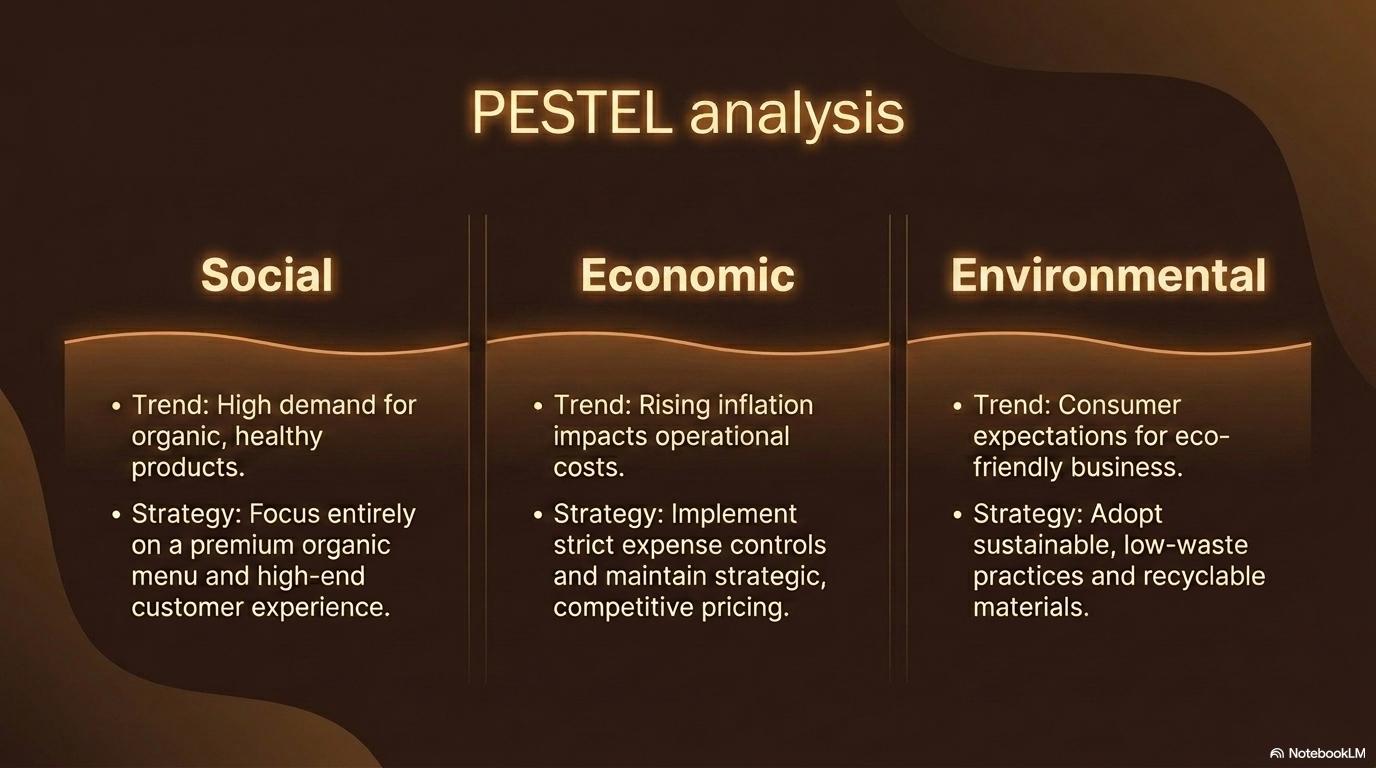 PESTEL analysis
Social
• Trend: High demand for
organic, healthy
products.
• Strategy: Focus entirely
on a premium organic
menu and high-end
customer experience.
Economic
• Trend: Rising inflation
impacts operational
costs.
• Strategy: Implement
strict expense controls
and maintain strategic,
competitive pricing.
Environmental
• Trend: Consumer
expectations for eco-
friendly business.
• Strategy: Adopt
sustainable, low-waste
practices and recyclable
materials.
NotebookLM